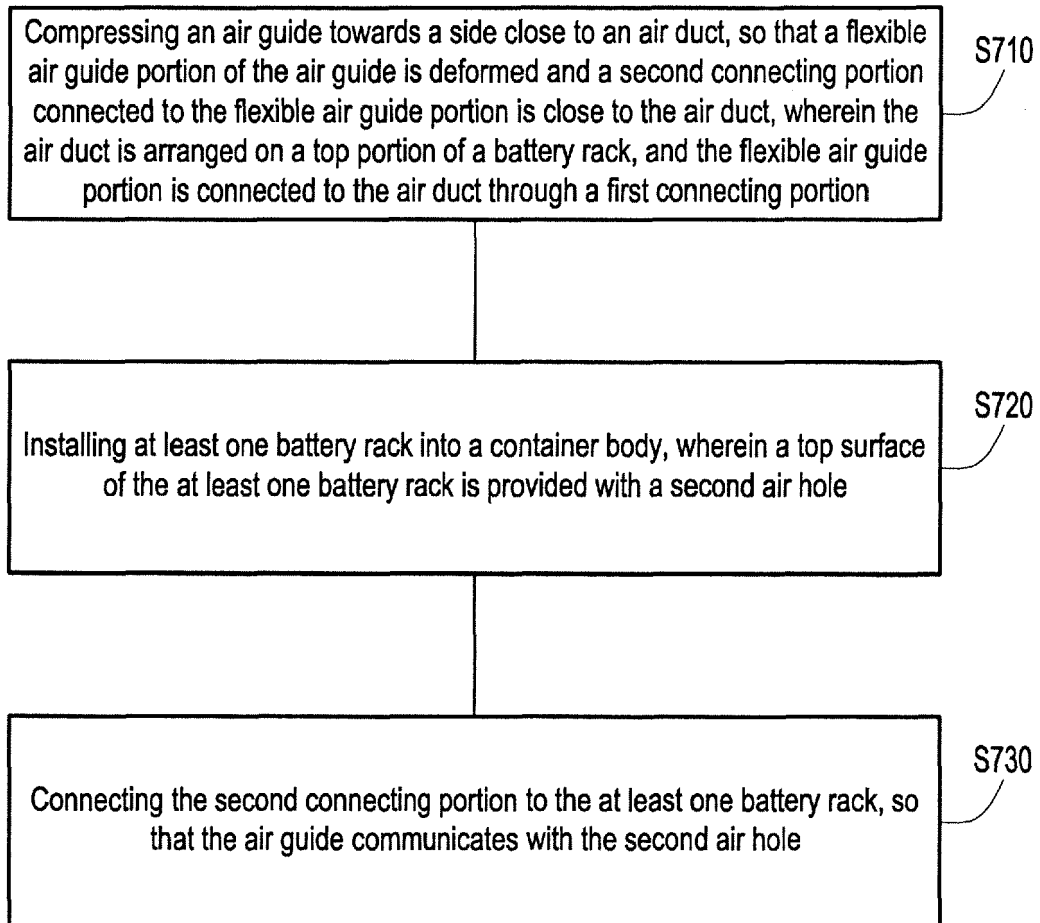 Compressing an air guide towards a side close to an air duct, so that a flexible
air guide portion of the air guide is deformed and a second connecting portion
connected to the flexible air guide portion is close to the air duct, wherein the
air duct is arranged on a top portion of a battery rack, and the flexible air guide
portion is connected to the air duct through a first connecting portion
S710
Installing at least one battery rack into a container body, wherein a top surface
of the at least one battery rack is provided with a second air hole
S720
Connecting the second connecting portion to the at least one battery rack, so
that the air guide communicates with the second air hole
S730